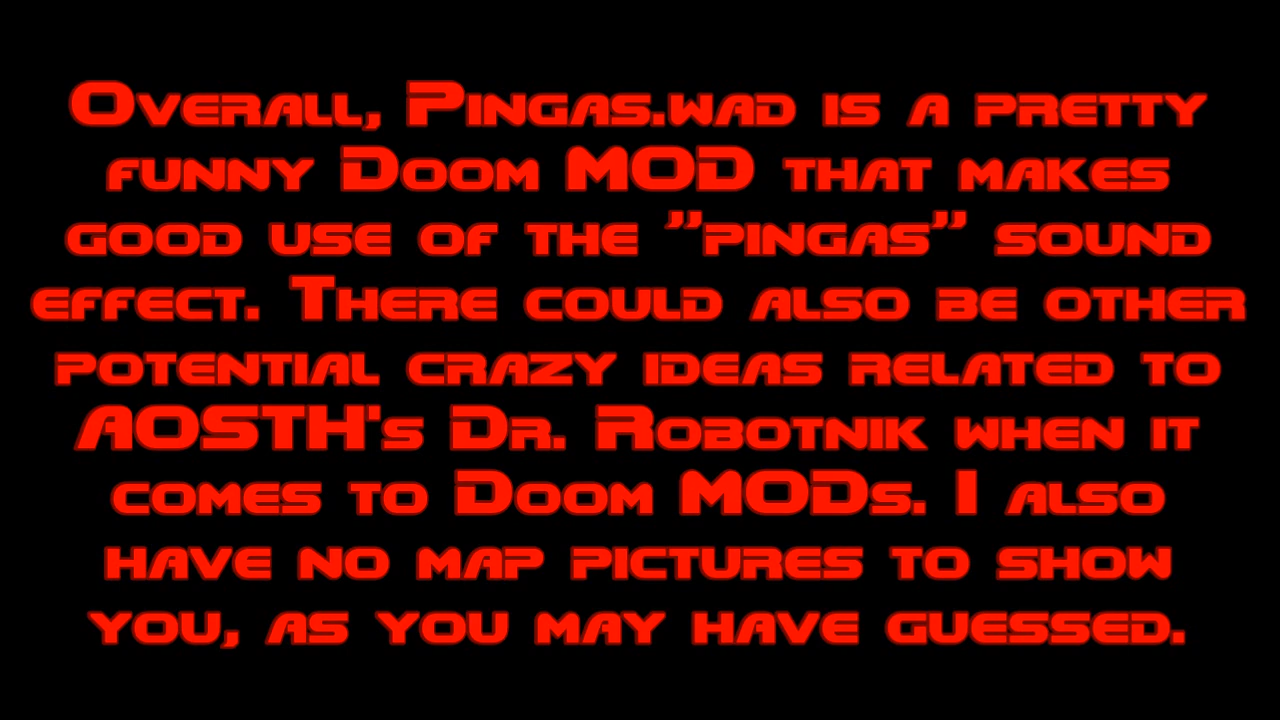 Overall, Pingas.wad is a pretty
funny Doom MOD that makes
good use of the "pingas" sound
effect. There could also be other
potential crazy ideas related to
AOSTH's Dr. Robotnik when it
comes to Doom MODs. I also
have no map pictures to show
you, as you may have guessed.